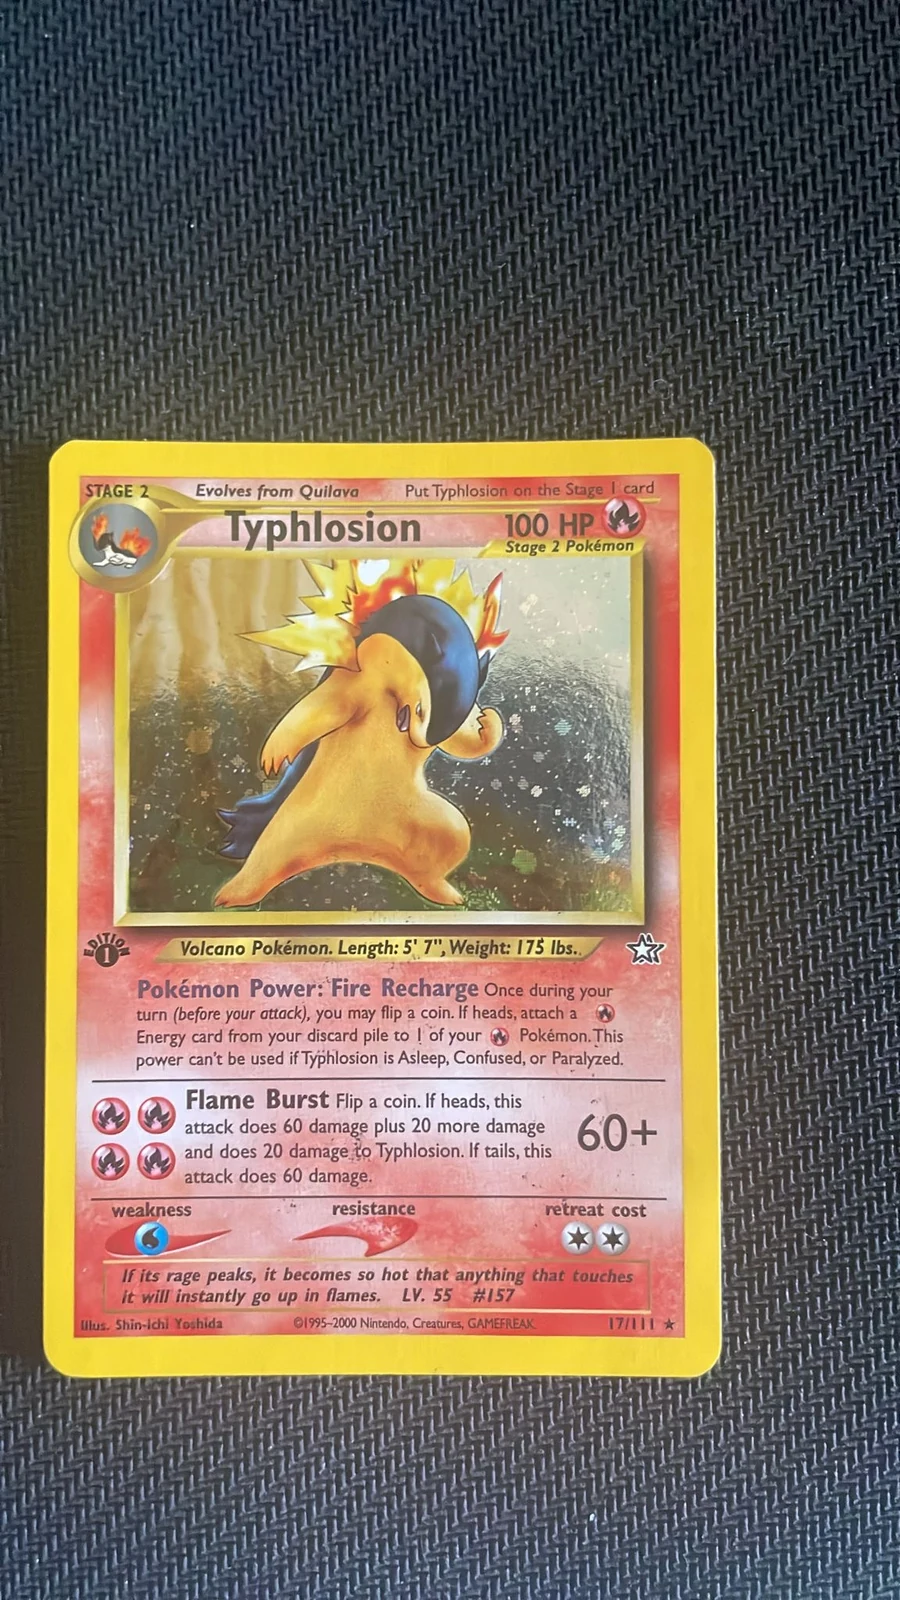 STAGE 2 Evolves from Quilava Put Typhlosion on the Stage 1 card
Typhlosion 100 HP
Stage 2 Pokémon
EDITION
1
Volcano Pokémon. Length: 5' 7", Weight: 175 lbs.
Pokémon Power: Fire Recharge Once during your
turn (before your attack), you may flip a coin. If heads, attach a
Energy card from your discard pile to 1 of your Pokémon. This
power can't be used if Typhlosion is Asleep, Confused, or Paralyzed.
Flame Burst Flip a coin. If heads, this
attack does 60 damage plus 20 more damage
and does 20 damage to Typhlosion. If tails, this
attack does 60 damage.
60+
weakness resistance retreat cost
If its rage peaks, it becomes so hot that anything that touches
it will instantly go up in flames. LV. 55 #157
Illus. Shin-ichi Yoshida ©1995–2000 Nintendo, Creatures, GAMEFREAK. 17/111 ★